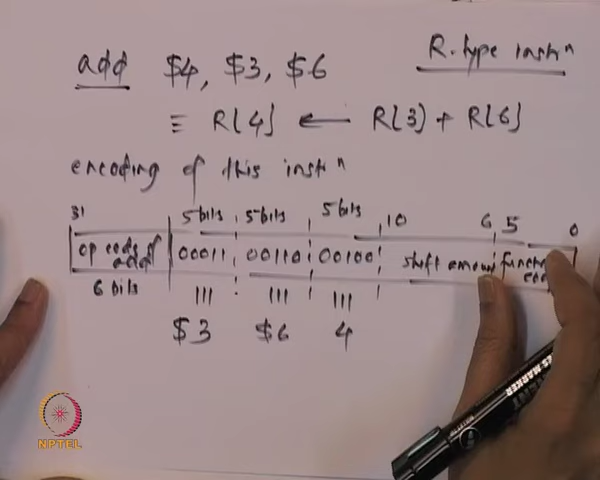 add $4, $3, $6 R-type instⁿ
≡ R[4] ← R[3] + R[6]
encoding of this instⁿ
31 5 bits 5 bits 5 bits 10 6 5 0
op code of add 00011 00110 00100 shift amount
6 bits ||| ||| |||
$3 $6 4
NPTEL